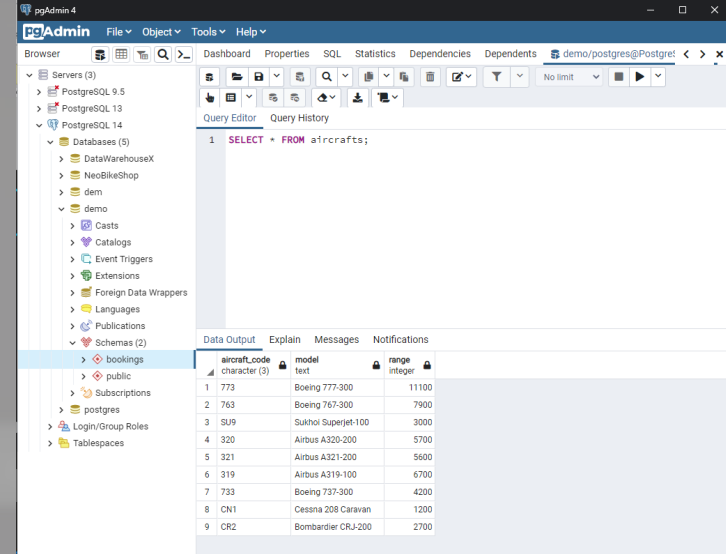 pgAdmin 4
pgAdmin File Object Tools Help
Browser
Dashboard Properties SQL Statistics Dependencies Dependents demo/postgres@PostgreS
Servers (3)
PostgreSQL 9.5
PostgreSQL 13
PostgreSQL 14
Databases (5)
DataWarehouseX
NeoBikeShop
dem
demo
Casts
Catalogs
Event Triggers
Extensions
Foreign Data Wrappers
Languages
Publications
Schemas (2)
bookings
public
Subscriptions
postgres
Login/Group Roles
Tablespaces
No limit
Query Editor Query History
1 SELECT * FROM aircrafts;
Data Output Explain Messages Notifications
aircraft_code model range
character (3) text integer
1 773 Boeing 777-300 11100
2 763 Boeing 767-300 7900
3 SU9 Sukhoi Superjet-100 3000
4 320 Airbus A320-200 5700
5 321 Airbus A321-200 5600
6 319 Airbus A319-100 6700
7 733 Boeing 737-300 4200
8 CN1 Cessna 208 Caravan 1200
9 CR2 Bombardier CRJ-200 2700